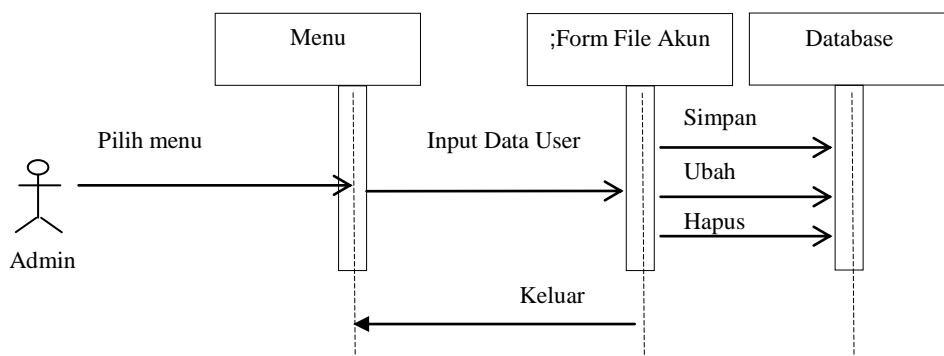 Menu
;Form File Akun
Database
Pilih menu
Input Data User
Simpan
Ubah
Hapus
Admin
Keluar